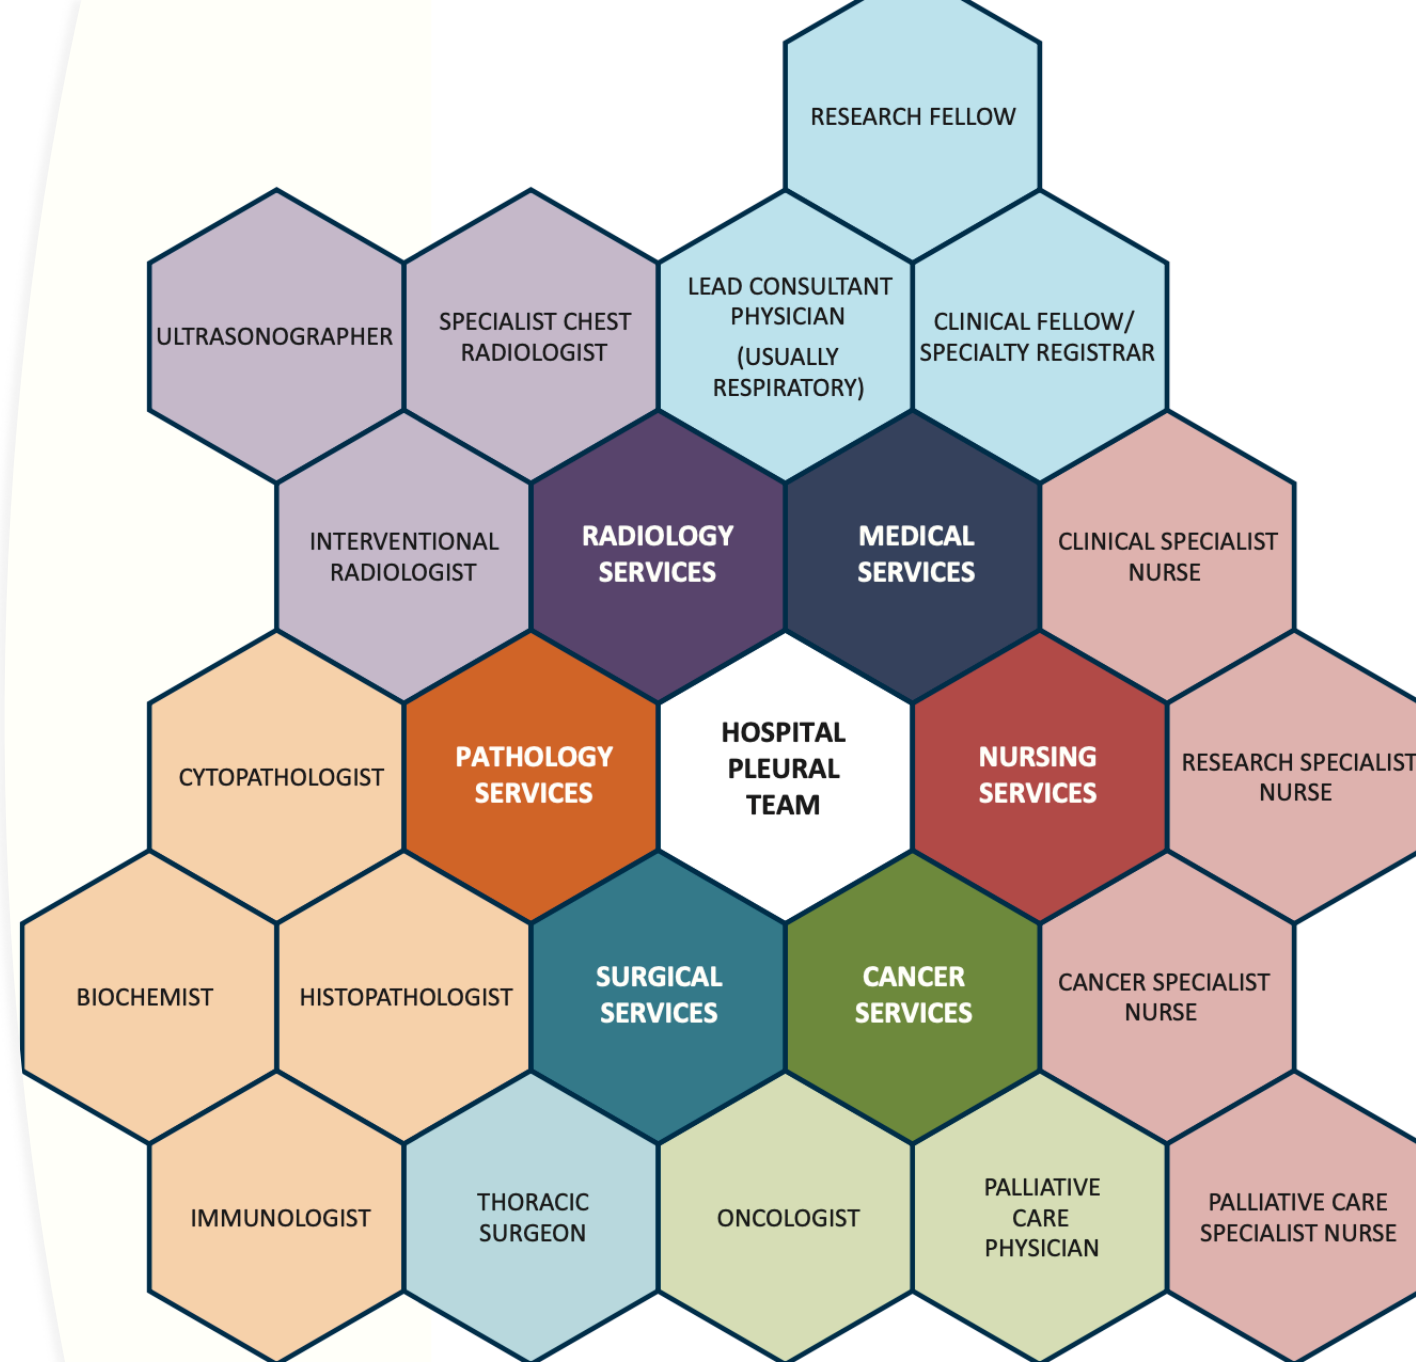 RESEARCH FELLOW
ULTRASONOGRAPHER
SPECIALIST CHEST
RADIOLOGIST
LEAD CONSULTANT
PHYSICIAN
(USUALLY
RESPIRATORY)
CLINICAL FELLOW/
SPECIALTY REGISTRAR
INTERVENTIONAL
RADIOLOGIST
RADIOLOGY
SERVICES
MEDICAL
SERVICES
CLINICAL SPECIALIST
NURSE
CYTOPATHOLOGIST
PATHOLOGY
SERVICES
HOSPITAL
PLEURAL
TEAM
NURSING
SERVICES
RESEARCH SPECIALIST
NURSE
BIOCHEMIST
HISTOPATHOLOGIST
SURGICAL
SERVICES
CANCER
SERVICES
CANCER SPECIALIST
NURSE
IMMUNOLOGIST
THORACIC
SURGEON
ONCOLOGIST
PALLIATIVE
CARE
PHYSICIAN
PALLIATIVE CARE
SPECIALIST NURSE